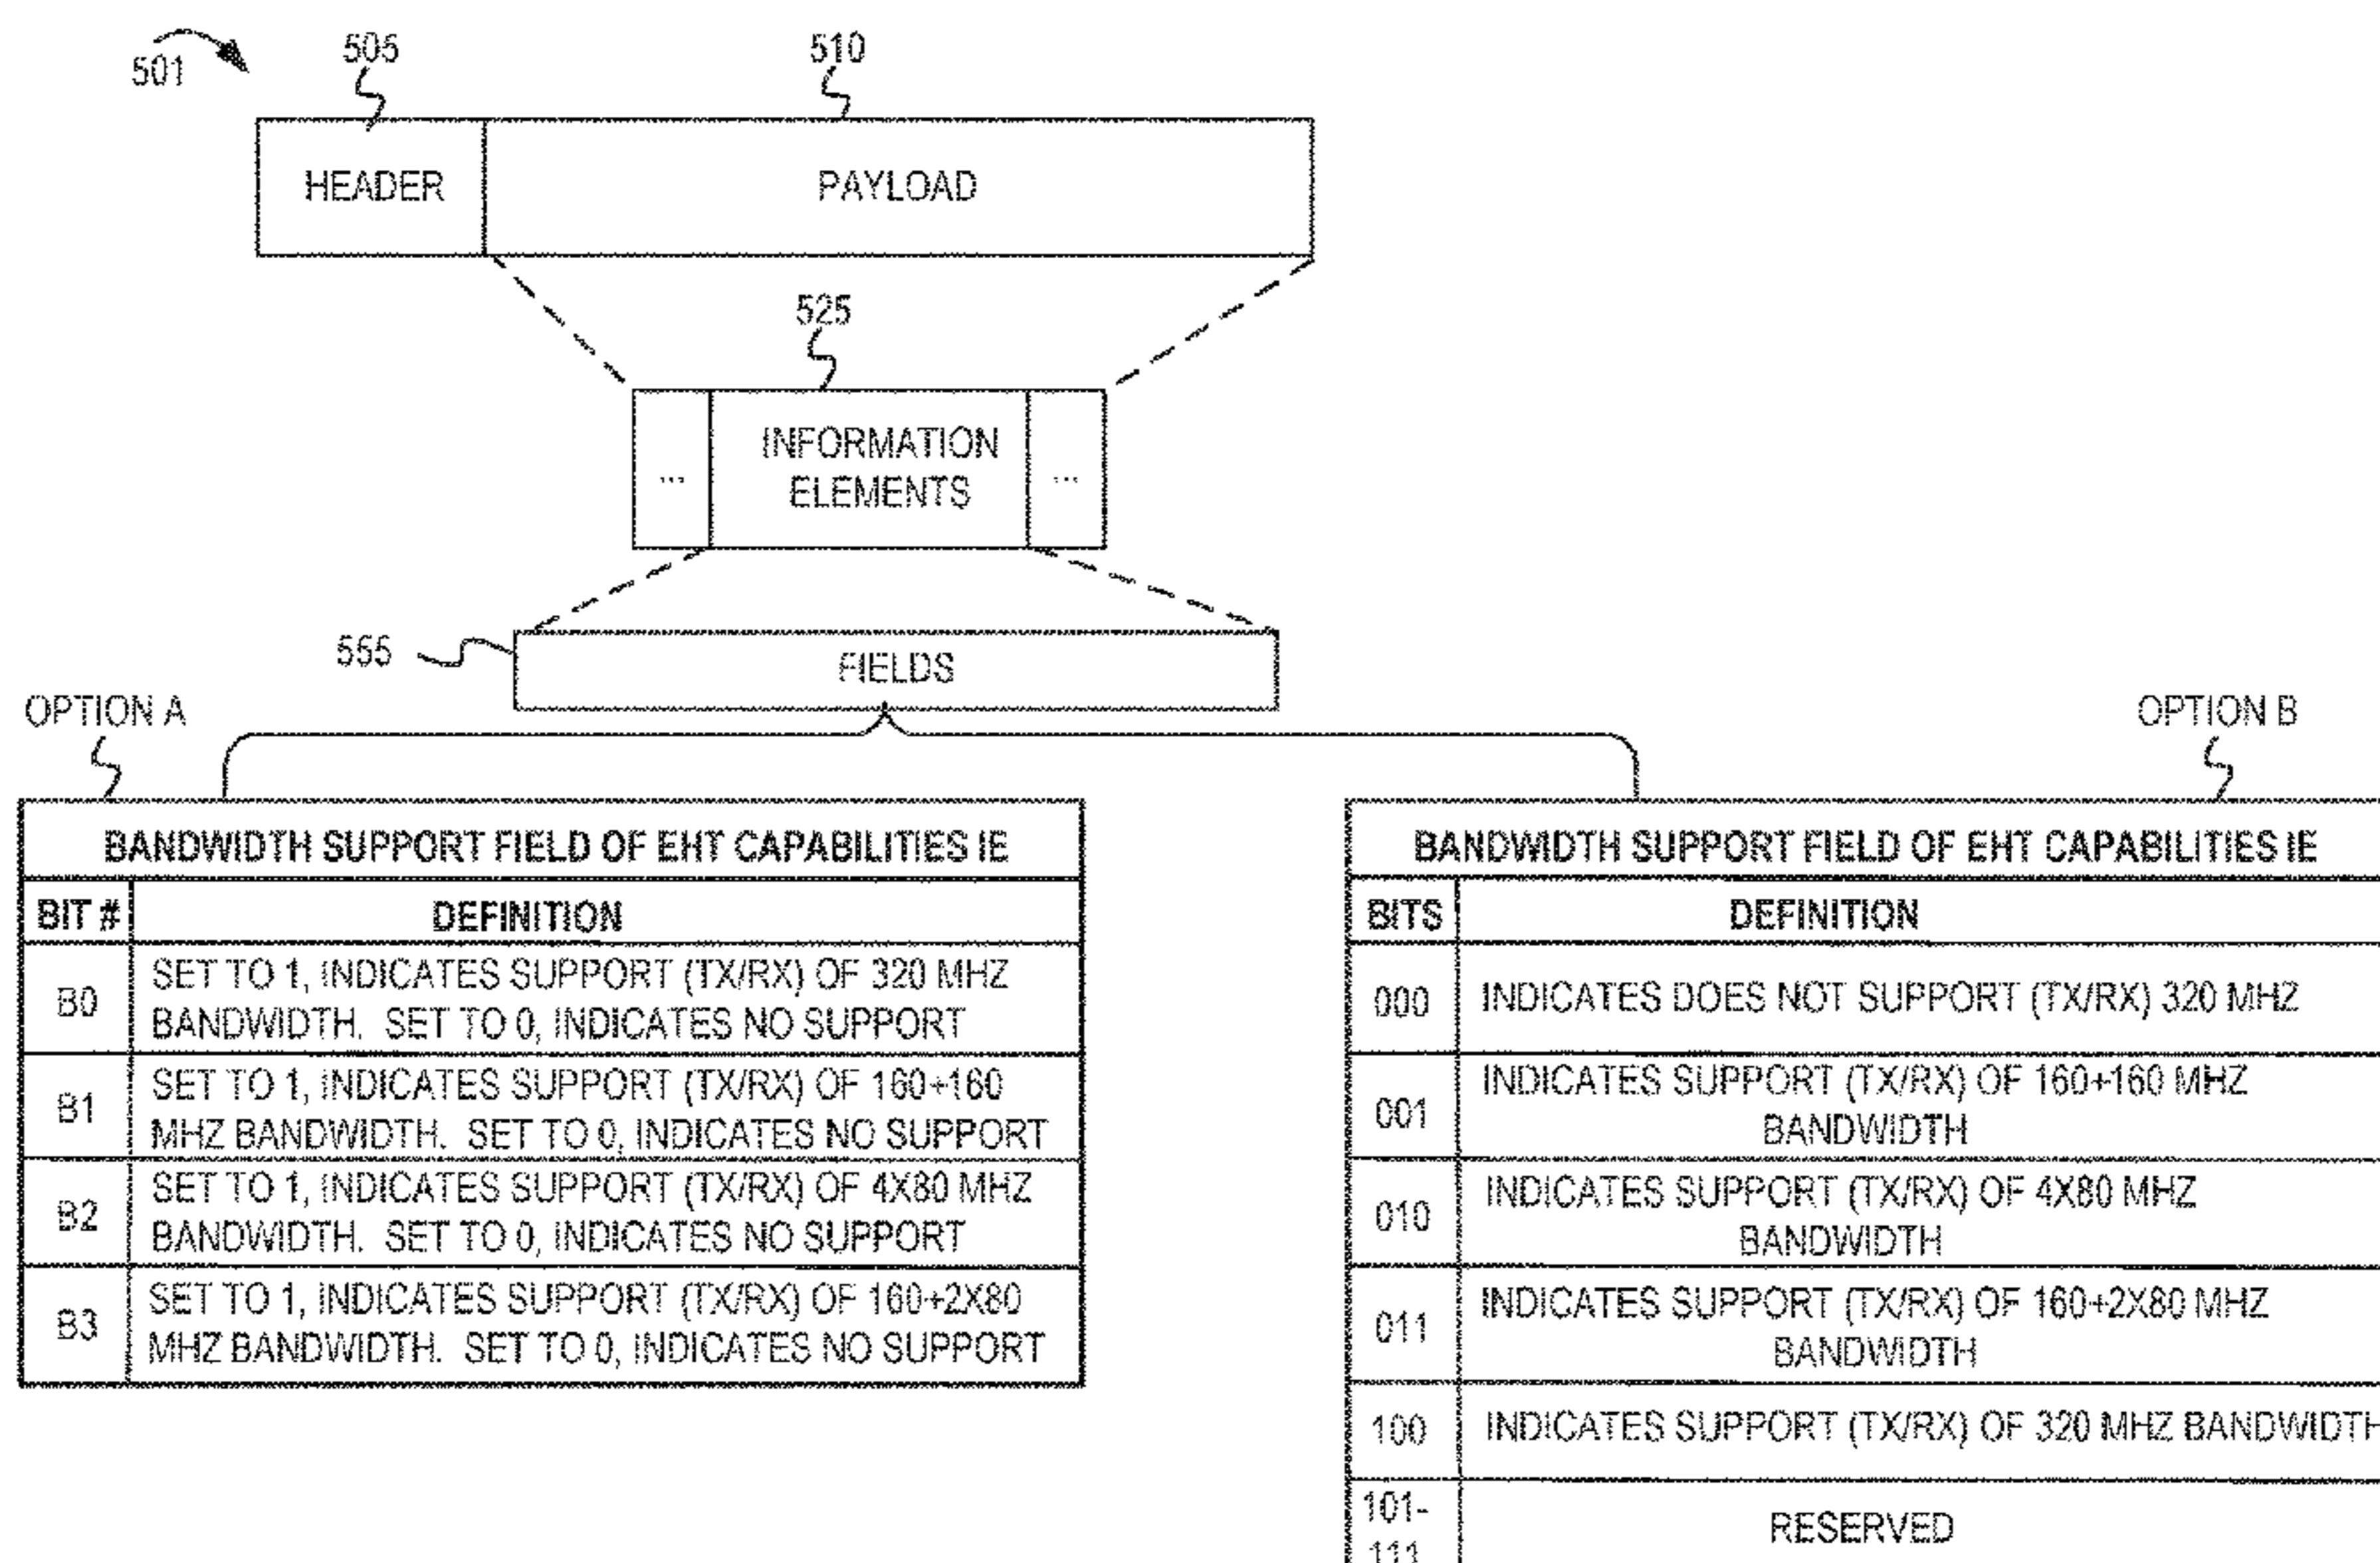 501
505
510
HEADER
PAYLOAD
525
...
INFORMATION
ELEMENTS
...
555
FIELDS
OPTION A
BANDWIDTH SUPPORT FIELD OF EHT CAPABILITIES IE
BIT #
DEFINITION
B0
SET TO 1, INDICATES SUPPORT (TX/RX) OF 320 MHZ
BANDWIDTH. SET TO 0, INDICATES NO SUPPORT
B1
SET TO 1, INDICATES SUPPORT (TX/RX) OF 160+160
MHZ BANDWIDTH. SET TO 0, INDICATES NO SUPPORT
B2
SET TO 1, INDICATES SUPPORT (TX/RX) OF 4X80 MHZ
BANDWIDTH. SET TO 0, INDICATES NO SUPPORT
B3
SET TO 1, INDICATES SUPPORT (TX/RX) OF 160+2X80
MHZ BANDWIDTH. SET TO 0, INDICATES NO SUPPORT
OPTION B
BANDWIDTH SUPPORT FIELD OF EHT CAPABILITIES IE
BITS
DEFINITION
000
INDICATES DOES NOT SUPPORT (TX/RX) 320 MHZ
001
INDICATES SUPPORT (TX/RX) OF 160+160 MHZ
BANDWIDTH
010
INDICATES SUPPORT (TX/RX) OF 4X80 MHZ
BANDWIDTH
011
INDICATES SUPPORT (TX/RX) OF 160+2X80 MHZ
BANDWIDTH
100
INDICATES SUPPORT (TX/RX) OF 320 MHZ BANDWIDTH
101-
111
RESERVED